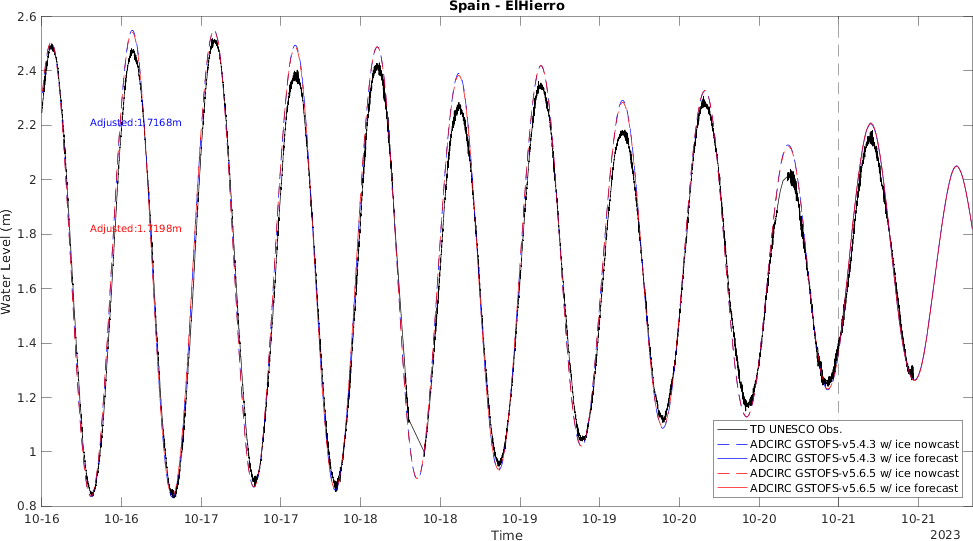 Spain - ElHierro
2.6
2.4
2.2
2
1.8
1.6
1.4
1.2
1
0.8
Water Level (m)
Adjusted:1.7168m
Adjusted:1.7198m
TD UNESCO Obs.
ADCIRC GSTOFS-v5.4.3 w/ ice nowcast
ADCIRC GSTOFS-v5.4.3 w/ ice forecast
ADCIRC GSTOFS-v5.6.5 w/ ice nowcast
ADCIRC GSTOFS-v5.6.5 w/ ice forecast
10-16 10-16 10-17 10-17 10-18 10-18 10-19 10-19 10-20 10-20 10-21 10-21
Time
2023